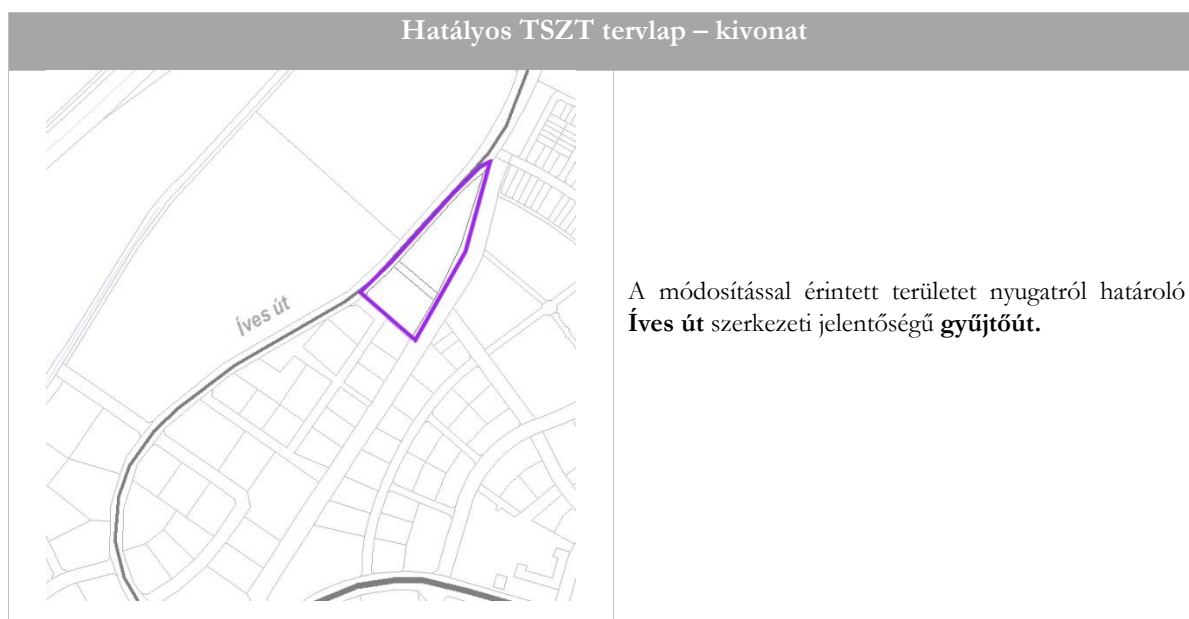 Hatályos TSZT tervlap – kivonat
Íves út
A módosítással érintett területet nyugatról határoló
Íves út szerkezeti jelentőségű gyűjtőút.